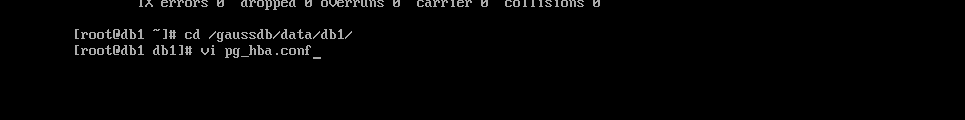 TX errors 0  dropped 0 overruns 0  carrier 0  collisions 0
[root@db1 ~]# cd /gaussdb/data/db1/
[root@db1 db1]# vi pg_hba.conf_